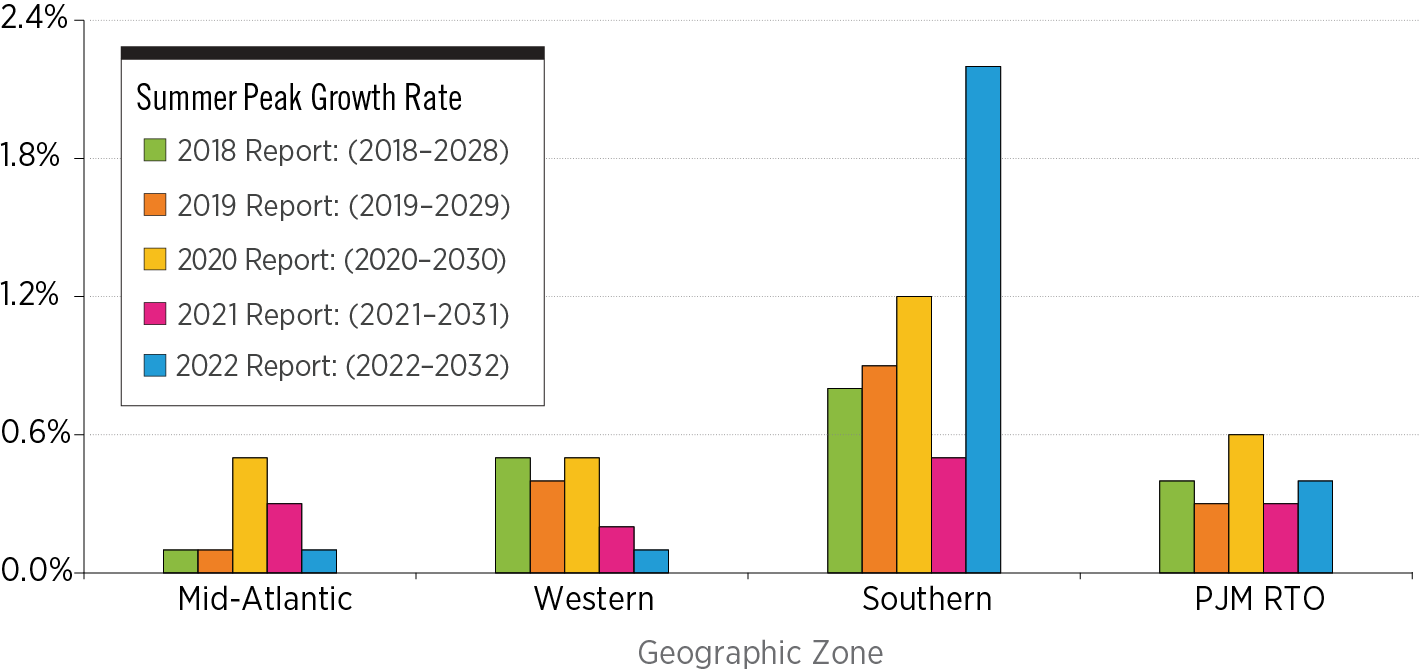 2.4%
1.8%
1.2%
0.6%
0.0%
Summer Peak Growth Rate
2018 Report: (2018–2028)
2019 Report: (2019–2029)
2020 Report: (2020–2030)
2021 Report: (2021–2031)
2022 Report: (2022–2032)
Mid-Atlantic
Western
Southern
PJM RTO
Geographic Zone